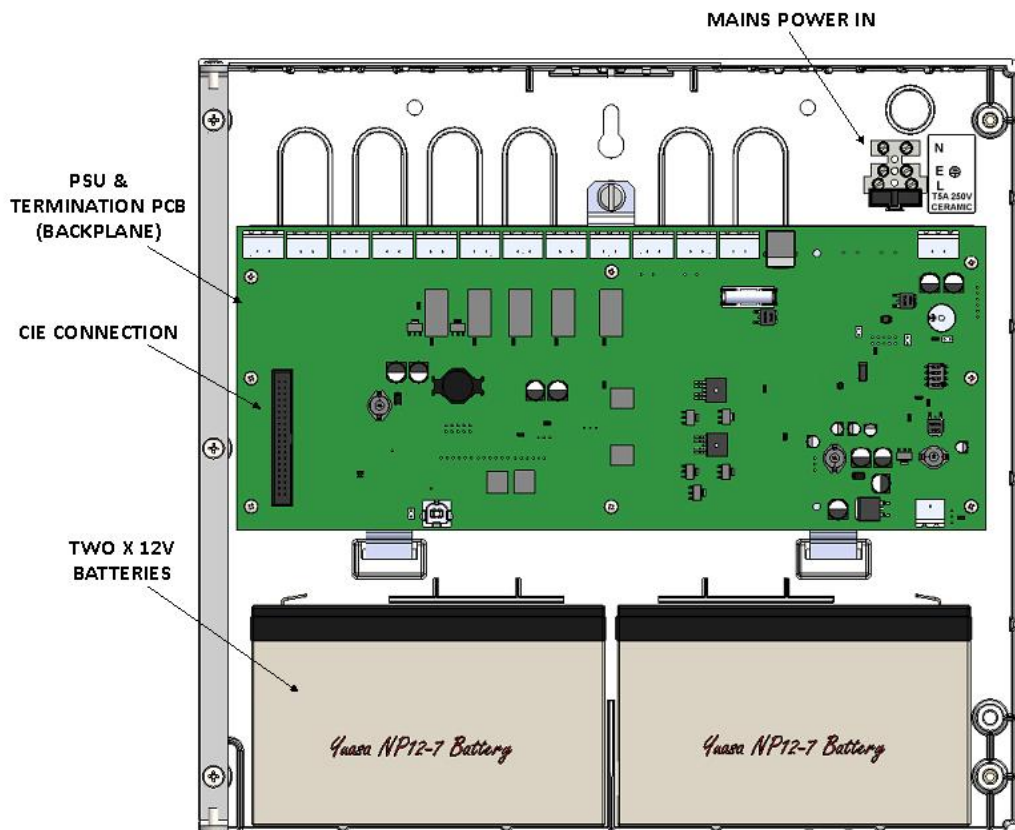 MAINS POWER IN
N
E
L
T5A 250V
CERAMIC
PSU &
TERMINATION PCB
(BACKPLANE)
CIE CONNECTION
TWO X 12V
BATTERIES
Yuasa NP12-7 Battery
Yuasa NP12-7 Battery